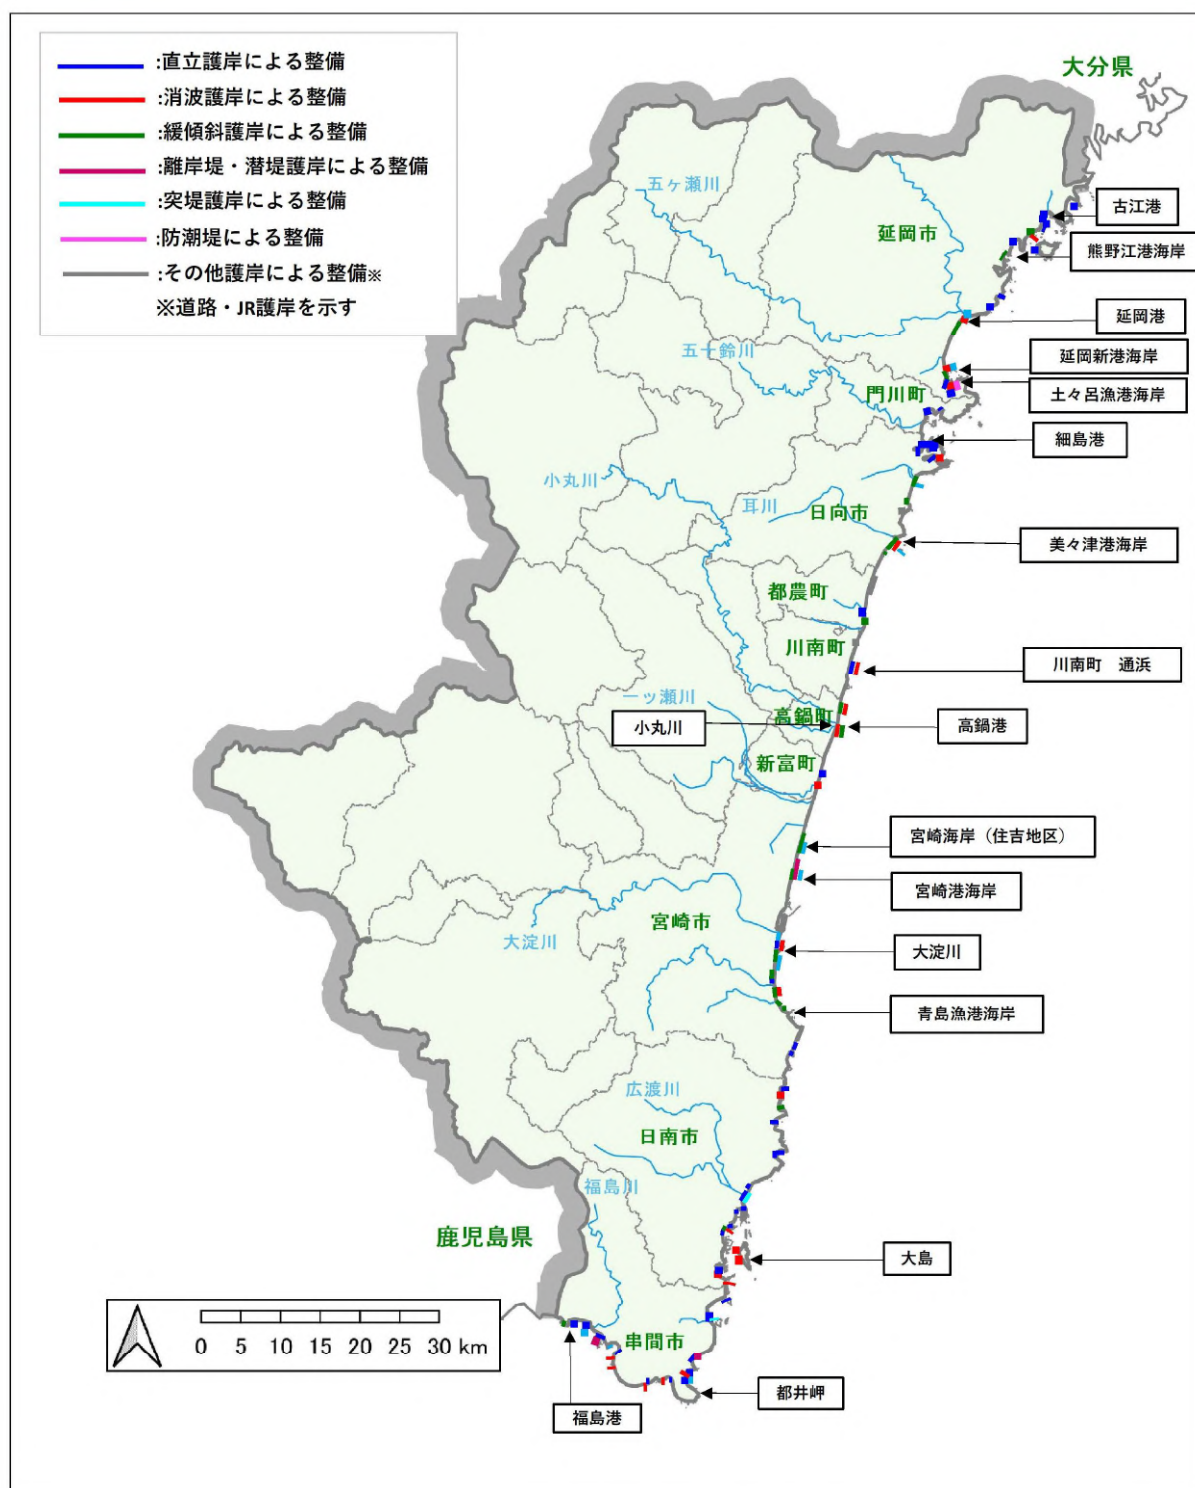 :直立護岸による整備
:消波護岸による整備
:緩傾斜護岸による整備
:離岸堤・潜堤護岸による整備
:突堤護岸による整備
:防潮堤による整備
:その他護岸による整備※
※道路・JR護岸を示す
大分県
五ヶ瀬川
延岡市
古江港
熊野江港海岸
延岡港
五十鈴川
延岡新港海岸
門川町
土々呂漁港海岸
細島港
小丸川
耳川
日向市
美々津港海岸
都農町
川南町
川南町 通浜
一ッ瀬川
高鍋町
小丸川
高鍋港
新富町
宮崎海岸（住吉地区）
宮崎港海岸
宮崎市
大淀川
大淀川
青島漁港海岸
広渡川
日南市
福島川
鹿児島県
大島
0 5 10 15 20 25 30 km
串間市
都井岬
福島港